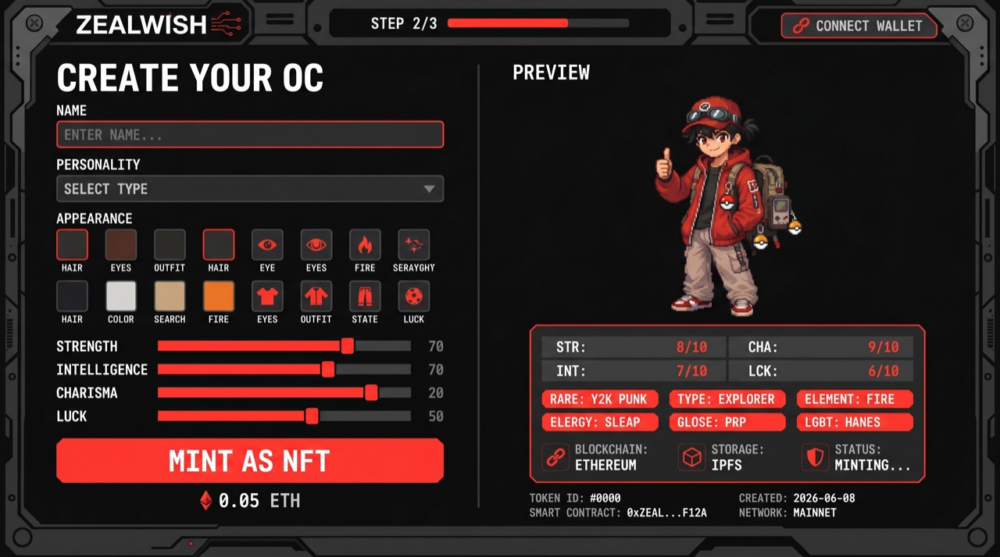 ZEALWISH
STEP 2/3
CONNECT WALLET
CREATE YOUR OC
NAME
ENTER NAME...
PERSONALITY
SELECT TYPE
APPEARANCE
HAIR EYES OUTFIT HAIR EYE EYES FIRE SERAYGHY
HAIR COLOR SEARCH FIRE EYES OUTFIT STATE LUCK
STRENGTH 70
INTELLIGENCE 70
CHARISMA 20
LUCK 50
MINT AS NFT
0.05 ETH
PREVIEW
STR: 8/10 CHA: 9/10
INT: 7/10 LCK: 6/10
RARE: Y2K PUNK TYPE: EXPLORER ELEMENT: FIRE
ELERGY: SLEAP GLOSE: PRP LGBT: HANES
BLOCKCHAIN: STORAGE: STATUS:
ETHEREUM IPFS MINTING...
TOKEN ID: #0000 CREATED: 2026-06-08
SMART CONTRACT: 0xZEAL...F12A NETWORK: MAINNET